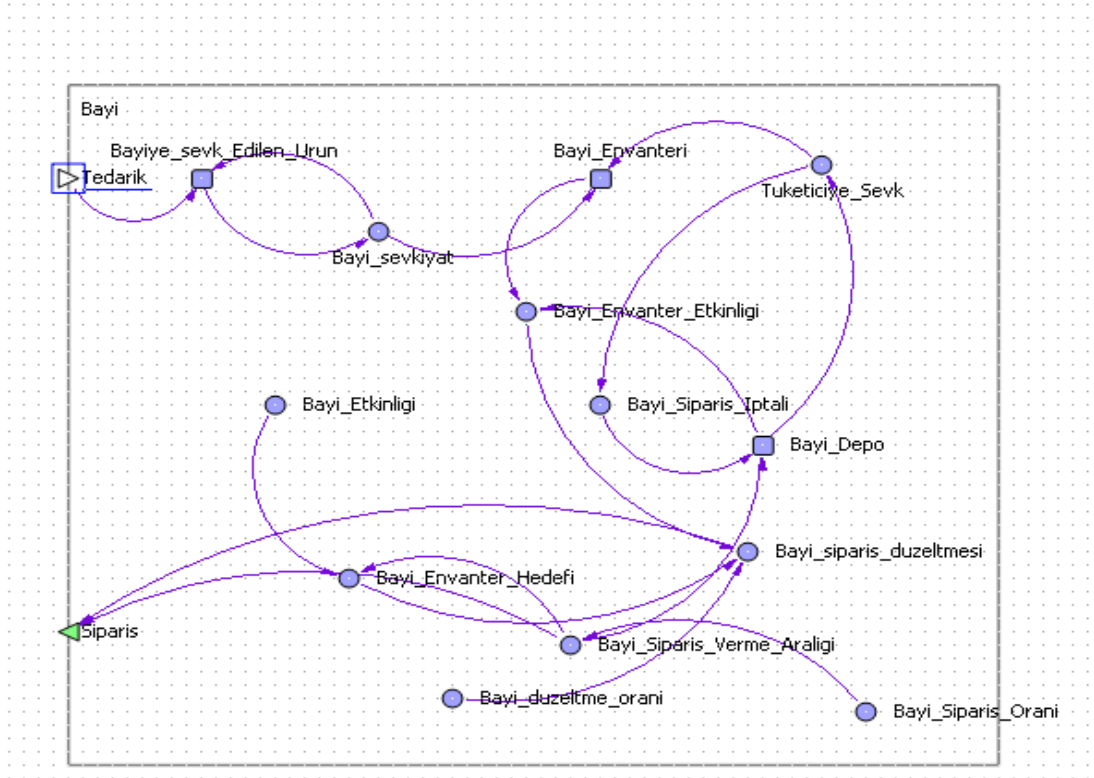 Bayi
Bayiye_sevk_Edilen_Urun
Bayi_Envanteri
Tedarik
Tuketiciye_Sevk
Bayi_sevkiyat
Bayi_Envanter_Etkinligi
Bayi_Etkinligi
Bayi_Siparis_Iptali
Bayi_Depo
Bayi_siparis_duzeltmesi
Bayi_Envanter_Hedefi
Siparis
Bayi_Siparis_Verme_Araligi
Bayi_duzeltme_orani
Bayi_Siparis_Orani